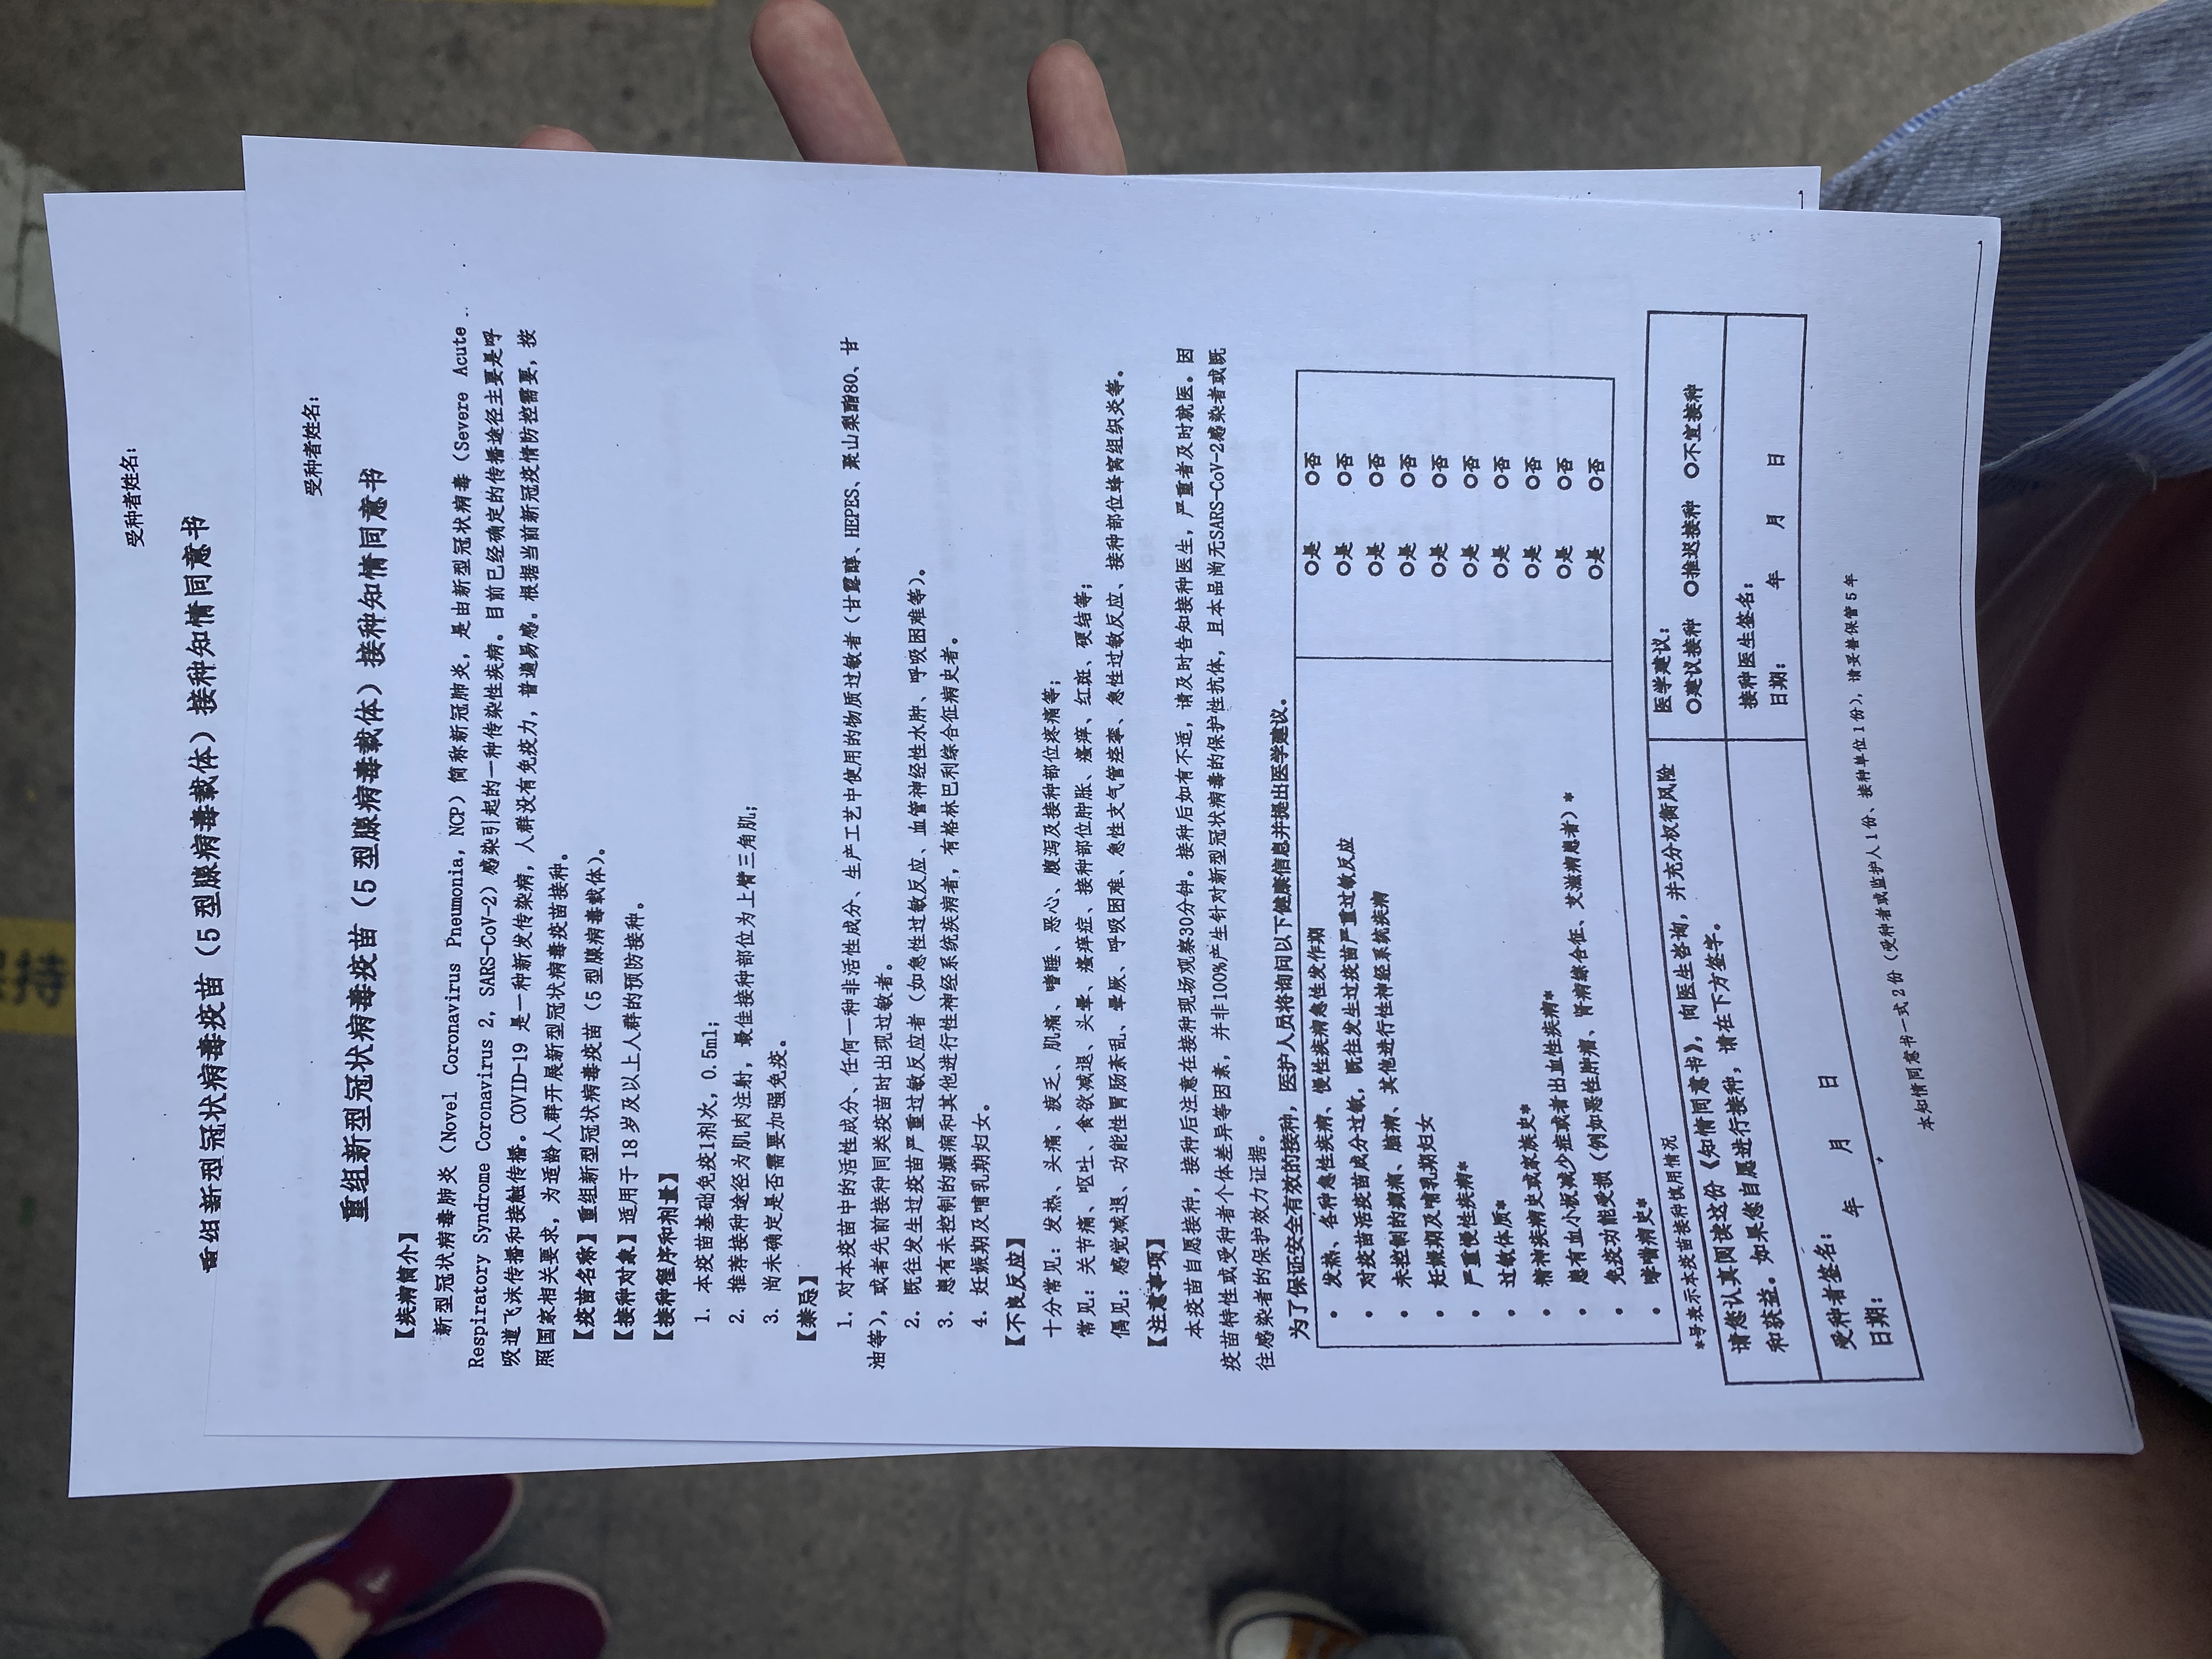 持
受种者姓名：
重组新型冠状病毒疫苗（5型腺病毒载体）接种知情同意书
受种者姓名：
重组新型冠状病毒疫苗（5型腺病毒载体）接种知情同意书
【疾病简介】
新型冠状病毒肺炎（Novel Coronavirus Pneumonia，NCP）简称新冠肺炎，是由新型冠状病毒（Severe Acute
Respiratory Syndrome Coronavirus 2，SARS-CoV-2）感染引起的一种传染性疾病。目前已经确定的传播途径主要是呼
吸道飞沫传播和接触传播。COVID-19 是一种新发传染病，人群没有免疫力，普遍易感。根据当前新冠疫情防控需要，按
照国家相关要求，为适龄人群开展新型冠状病毒疫苗接种。
【疫苗名称】重组新型冠状病毒疫苗（5型腺病毒载体）。
【接种对象】适用于 18 岁及以上人群的预防接种。
【接种程序和剂量】
1. 本疫苗基础免疫1剂次，0.5ml；
2. 推荐接种途径为肌肉注射，最佳接种部位为上臂三角肌；
3. 尚未确定是否需要加强免疫。
【禁忌】
1. 对本疫苗中的活性成分、任何一种非活性成分、生产工艺中使用的物质过敏者（甘露醇、HEPES、聚山梨酯80、甘
油等），或者先前接种同类疫苗时出现过敏者。
2. 既往发生过疫苗严重过敏反应者（如急性过敏反应、血管神经性水肿、呼吸困难等）。
3. 患有未控制的癫痫和其他进行性神经系统疾病者，有格林巴利综合征病史者。
4. 妊娠期及哺乳期妇女。
【不良反应】
十分常见：发热、头痛、疲乏、肌痛、嗜睡、恶心、腹泻及接种部位疼痛等；
常见：关节痛、呕吐、食欲减退、头晕、瘙痒症、接种部位肿胀、瘙痒、红斑、硬结等；
偶见：感觉减退、功能性胃肠紊乱、晕厥、呼吸困难、急性支气管痉挛、急性过敏反应、接种部位蜂窝组织炎等。
【注意事项】
本疫苗自愿接种，接种后注意在接种现场观察30分钟。接种后如有不适，请及时告知接种医生，严重者及时就医。因
疫苗特性或受种者个体差异等因素，并非100%产生针对新型冠状病毒的保护性抗体，且本品尚无SARS-CoV-2感染者或既
往感染者的保护效力证据。
为了保证安全有效的接种，医护人员将询问以下健康信息并提出医学建议。
• 发热、各种急性疾病、慢性疾病急性发作期 ○是 ○否
• 对疫苗活疫苗成分过敏，既往发生过疫苗严重过敏反应 ○是 ○否
• 未控制的癫痫、脑病、其他进行性神经系统疾病 ○是 ○否
• 妊娠期及哺乳期妇女 ○是 ○否
• 严重慢性疾病* ○是 ○否
• 过敏体质* ○是 ○否
• 精神疾病史或家族史* ○是 ○否
• 患有血小板减少症或者出血性疾病* ○是 ○否
• 免疫功能受损（例如恶性肿瘤、肾病综合征、艾滋病患者）* ○是 ○否
• 哮喘病史* ○是 ○否
*号表示本疫苗接种慎用情况
请您认真阅读这份《知情同意书》，向医生咨询，并充分权衡风险
和获益。如果您自愿进行接种，请在下方签字。
医学建议：
○建议接种 ○推迟接种 ○不宜接种
受种者签名：
日期： 年 月 日
接种医生签名：
日期： 年 月 日
本知情同意书一式 2 份（受种者或监护人 1 份、接种单位 1 份），请妥善保管 5 年